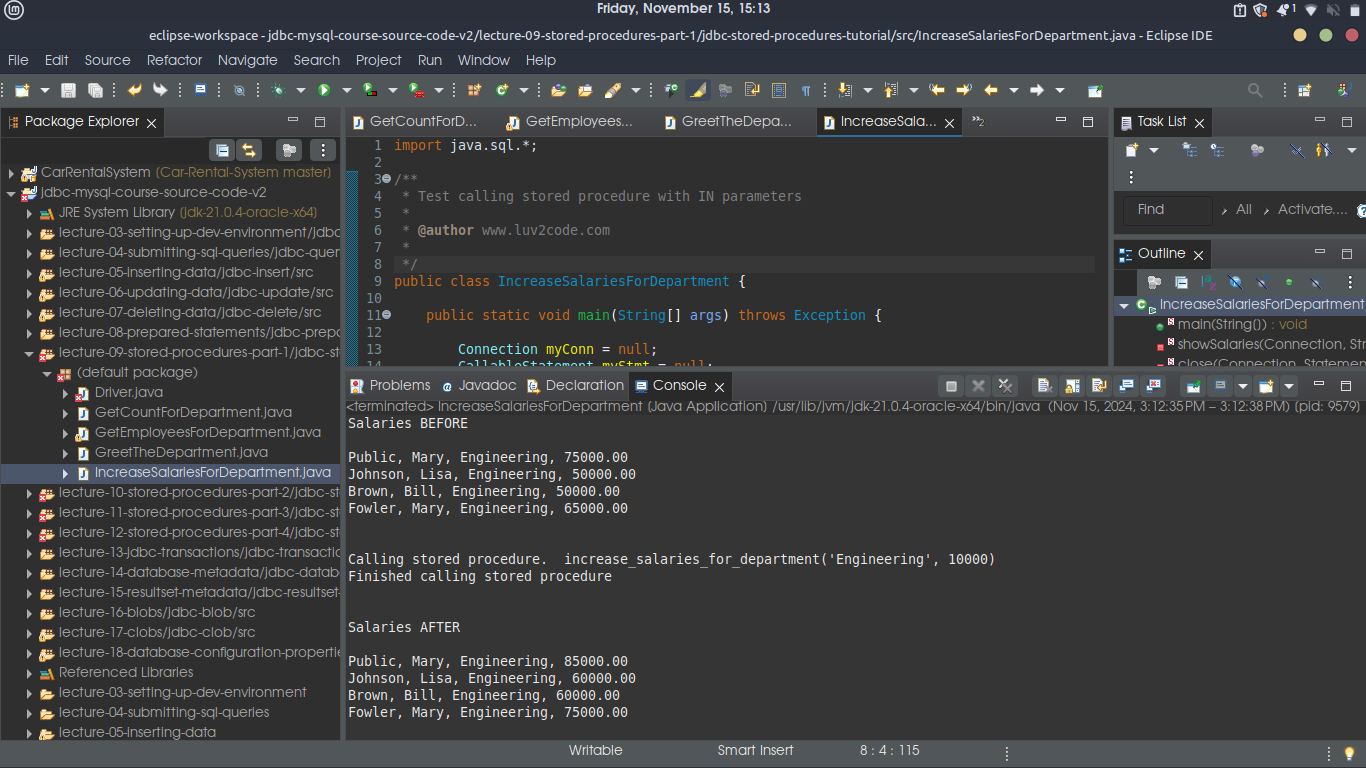 Friday, November 15, 15:13
1
eclipse-workspace - jdbc-mysql-course-source-code-v2/lecture-09-stored-procedures-part-1/jdbc-stored-procedures-tutorial/src/IncreaseSalariesForDepartment.java - Eclipse IDE
File Edit Source Refactor Navigate Search Project Run Window Help
Package Explorer
CarRentalSystem [Car-Rental-System master]
jdbc-mysql-course-source-code-v2
JRE System Library [jdk-21.0.4-oracle-x64]
lecture-03-setting-up-dev-environment/jdbc
lecture-04-submitting-sql-queries/jdbc-quer
lecture-05-inserting-data/jdbc-insert/src
lecture-06-updating-data/jdbc-update/src
lecture-07-deleting-data/jdbc-delete/src
lecture-08-prepared-statements/jdbc-prepa
lecture-09-stored-procedures-part-1/jdbc-st
(default package)
Driver.java
GetCountForDepartment.java
GetEmployeesForDepartment.java
GreetTheDepartment.java
IncreaseSalariesForDepartment.java
lecture-10-stored-procedures-part-2/jdbc-st
lecture-11-stored-procedures-part-3/jdbc-st
lecture-12-stored-procedures-part-4/jdbc-st
lecture-13-jdbc-transactions/jdbc-transactio
lecture-14-database-metadata/jdbc-datab
lecture-15-resultset-metadata/jdbc-resultset-
lecture-16-blobs/jdbc-blob/src
lecture-17-clobs/jdbc-clob/src
lecture-18-database-configuration-propertie
Referenced Libraries
lecture-03-setting-up-dev-environment
lecture-04-submitting-sql-queries
lecture-05-inserting-data
GetCountForD... GetEmployees... GreetTheDepa... IncreaseSala... 2
1 import java.sql.*;
2
3 /**
4 * Test calling stored procedure with IN parameters
5 *
6 * @author www.luv2code.com
7 *
8 */
9 public class IncreaseSalariesForDepartment {
10
11 public static void main(String[] args) throws Exception {
12
13 Connection myConn = null;
14 CallableStatement myStmt = null;
Task List
Find All Activate....
Outline
IncreaseSalariesForDepartment
main(String[]) : void
showSalaries(Connection, Str
close(Connection, Statemen
Problems Javadoc Declaration Console
<terminated> IncreaseSalariesForDepartment [Java Application] /usr/lib/jvm/jdk-21.0.4-oracle-x64/bin/java (Nov 15, 2024, 3:12:35 PM – 3:12:38 PM) [pid: 9579]
Salaries BEFORE
Public, Mary, Engineering, 75000.00
Johnson, Lisa, Engineering, 50000.00
Brown, Bill, Engineering, 50000.00
Fowler, Mary, Engineering, 65000.00
Calling stored procedure.  increase_salaries_for_department('Engineering', 10000)
Finished calling stored procedure
Salaries AFTER
Public, Mary, Engineering, 85000.00
Johnson, Lisa, Engineering, 60000.00
Brown, Bill, Engineering, 60000.00
Fowler, Mary, Engineering, 75000.00
Writable Smart Insert 8 : 4 : 115